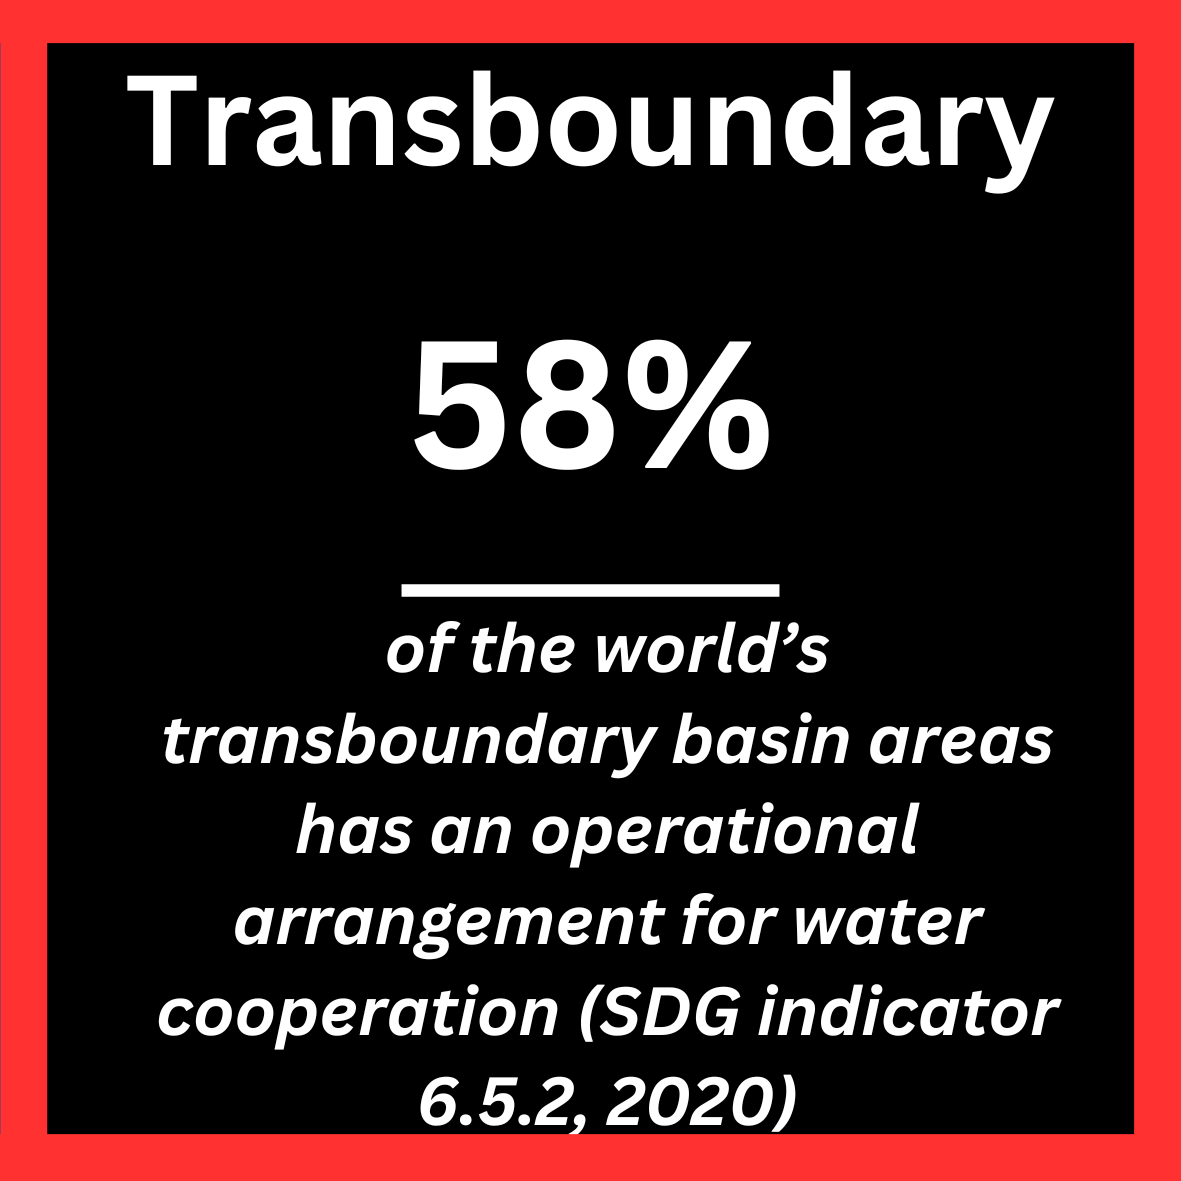 Transboundary
58%
of the world’s
transboundary basin areas
has an operational
arrangement for water
cooperation (SDG indicator
6.5.2, 2020)